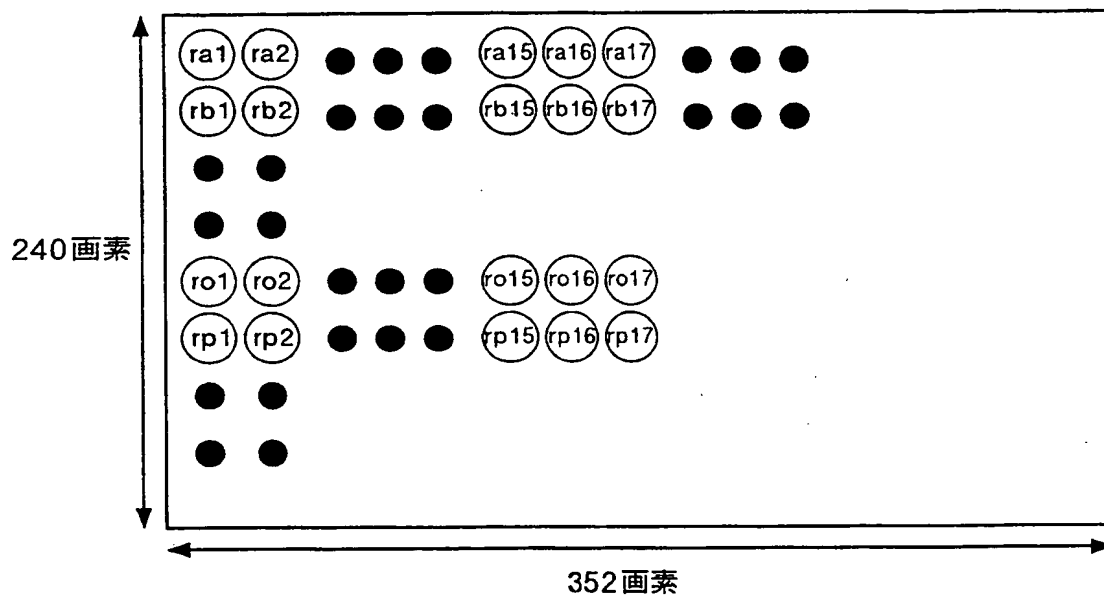 ra1 ra2 ra15 ra16 ra17
rb1 rb2 rb15 rb16 rb17
240画素
ro1 ro2 ro15 ro16 ro17
rp1 rp2 rp15 rp16 rp17
352画素